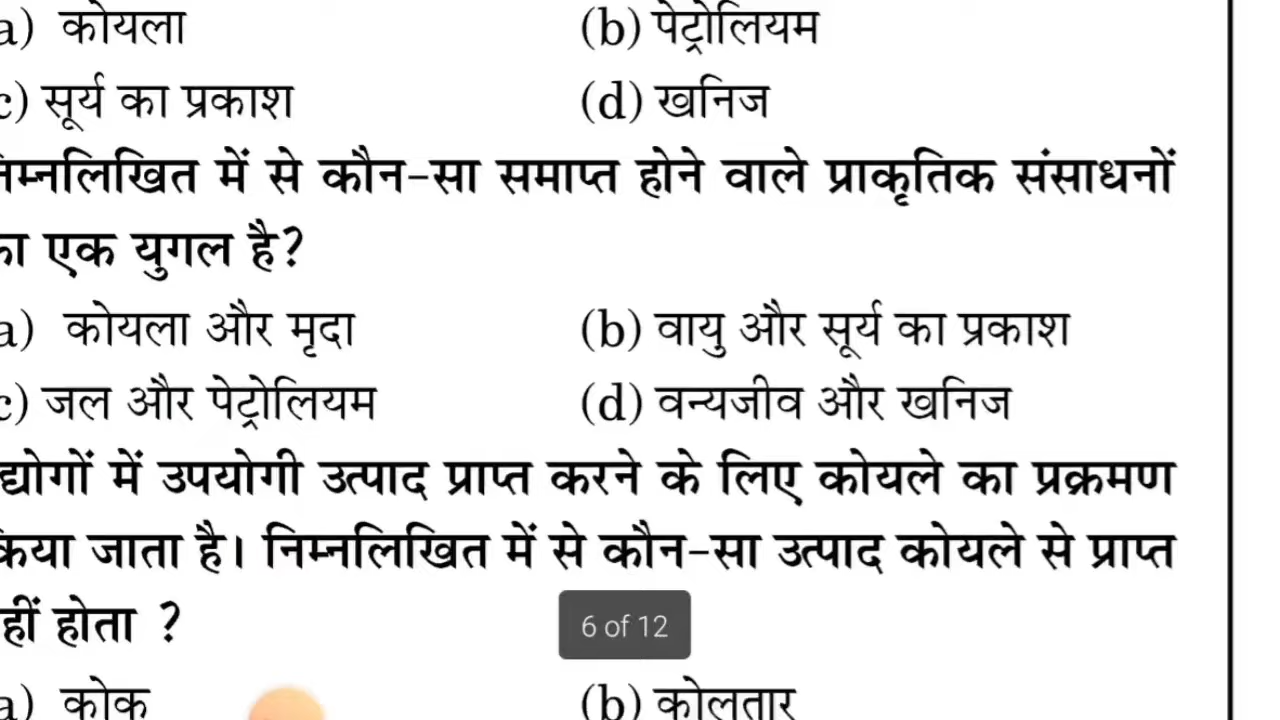 a) कोयला (b) पेट्रोलियम
c) सूर्य का प्रकाश (d) खनिज
निम्नलिखित में से कौन-सा समाप्त होने वाले प्राकृतिक संसाधनों
का एक युगल है?
a) कोयला और मृदा (b) वायु और सूर्य का प्रकाश
c) जल और पेट्रोलियम (d) वन्यजीव और खनिज
द्योगों में उपयोगी उत्पाद प्राप्त करने के लिए कोयले का प्रक्रमण
किया जाता है। निम्नलिखित में से कौन-सा उत्पाद कोयले से प्राप्त
हीं होता ?
6 of 12
a) कोक (b) कोलतार